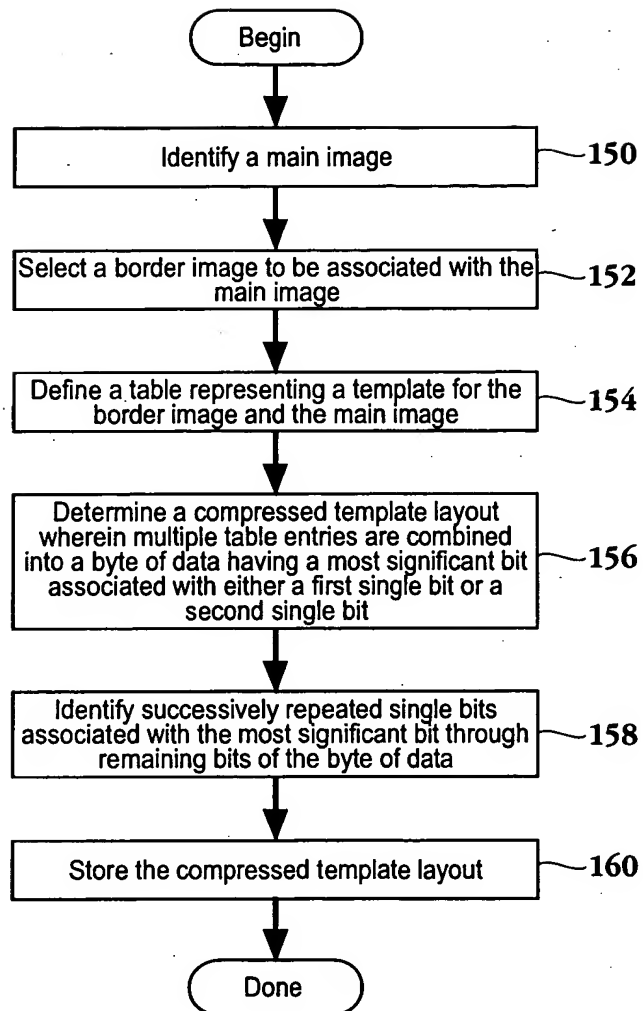 Begin
Identify a main image
150
Select a border image to be associated with the
main image
152
Define a table representing a template for the
border image and the main image
154
Determine a compressed template layout
wherein multiple table entries are combined
into a byte of data having a most significant bit
associated with either a first single bit or a
second single bit
156
Identify successively repeated single bits
associated with the most significant bit through
remaining bits of the byte of data
158
Store the compressed template layout
160
Done